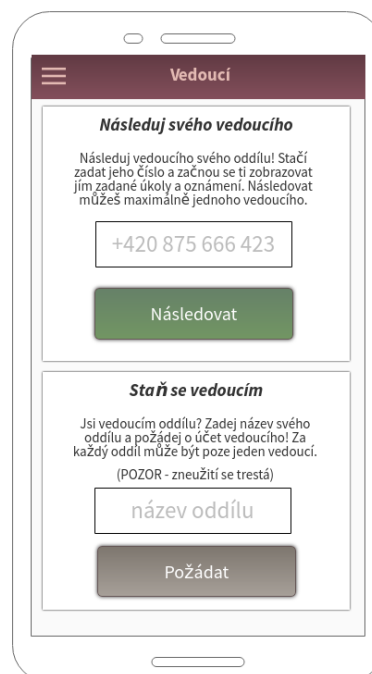 Vedoucí
Následuj svého vedoucího
Následuj vedoucího svého oddílu! Stačí
zadat jeho číslo a začnou se ti zobrazovat
jím zadané úkoly a oznámení. Následovat
můžeš maximálně jednoho vedoucího.
+420 875 666 423
Následovat
Staň se vedoucím
Jsi vedoucím oddílu? Zadej název svého
oddílu a požádej o účet vedoucího! Za
každý oddíl může být poze jeden vedoucí.
(POZOR - zneužití se trestá)
název oddílu
Požádat